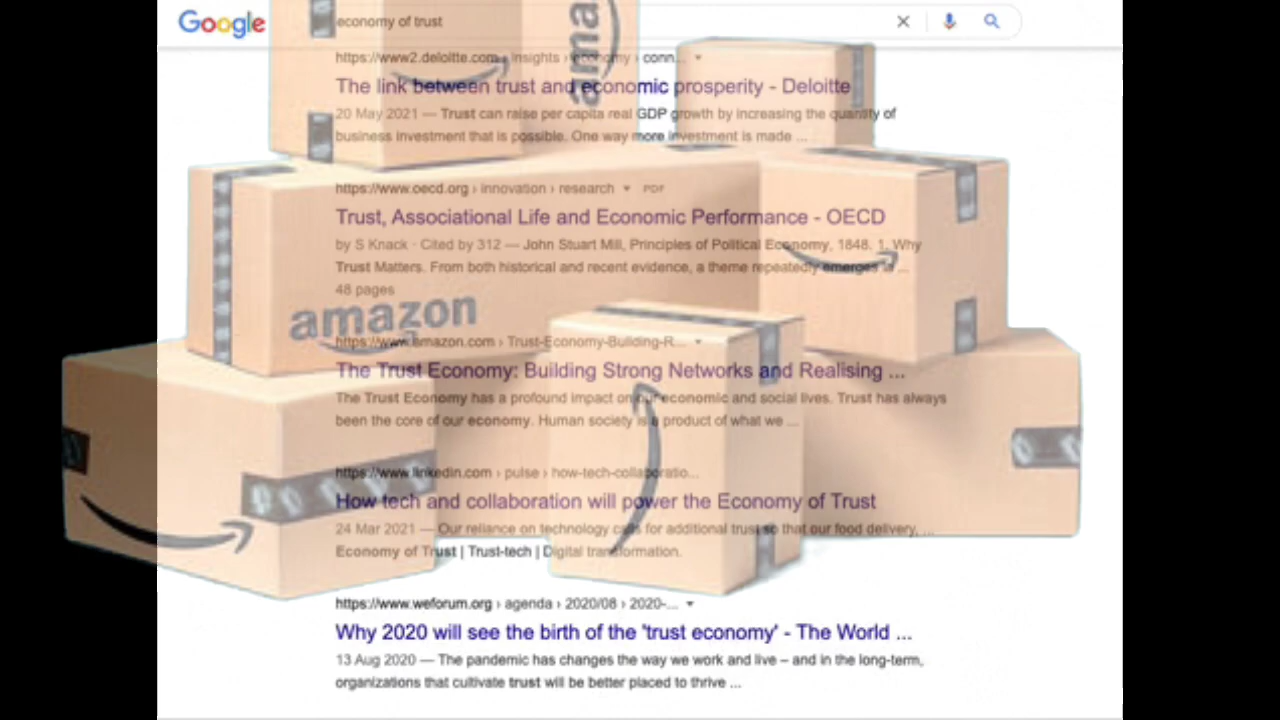 Google economy of trust
https://www2.deloitte.com › insights › economy › conn...
The link between trust and economic prosperity - Deloitte
20 May 2021 — Trust can raise per capita real GDP growth by increasing the quantity of
business investment that is possible. One way more investment is made ...
https://www.oecd.org › innovation › research PDF
Trust, Associational Life and Economic Performance - OECD
by S Knack · Cited by 312 — John Stuart Mill, Principles of Political Economy, 1848. 1. Why
Trust Matters. From both historical and recent evidence, a theme repeatedly emerges in ...
48 pages
amazon
https://www.amazon.com › Trust-Economy-Building-R...
The Trust Economy: Building Strong Networks and Realising ...
The Trust Economy has a profound impact on our economic and social lives. Trust has always
been the core of our economy. Human society is a product of what we ...
https://www.linkedin.com › pulse › how-tech-collaboratio...
How tech and collaboration will power the Economy of Trust
24 Mar 2021 — Our reliance on technology calls for additional trust so that our food delivery, ...
Economy of Trust | Trust-tech | Digital transformation.
https://www.weforum.org › agenda › 2020/08 › 2020-...
Why 2020 will see the birth of the 'trust economy' - The World ...
13 Aug 2020 — The pandemic has changes the way we work and live – and in the long-term,
organizations that cultivate trust will be better placed to thrive ...